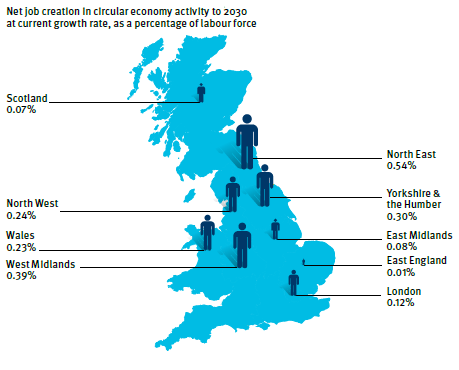 Net job creation in circular economy activity to 2030
at current growth rate, as a percentage of labour force
Scotland
0.07%
North East
0.54%
Yorkshire &
the Humber
0.30%
North West
0.24%
Wales
0.23%
East Midlands
0.08%
West Midlands
0.39%
East England
0.01%
London
0.12%